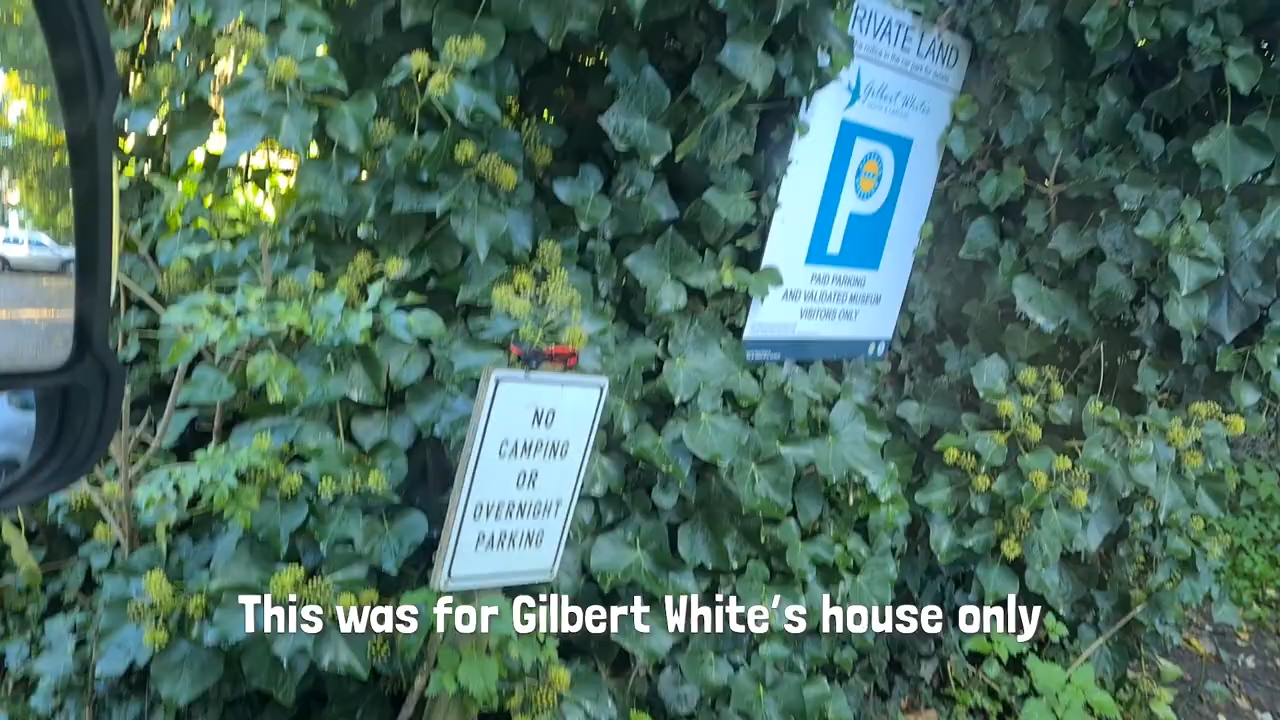 RIVATE LAND
Gilbert White's
P
PAID PARKING
AND VALIDATED MUSEUM
VISITORS ONLY
NO
CAMPING
OR
OVERNIGHT
PARKING
This was for Gilbert White's house only